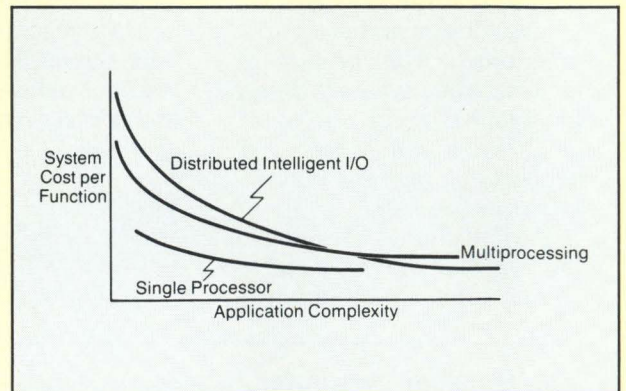 System
Cost per
Function
Distributed Intelligent I/O
Multiprocessing
Single Processor
Application Complexity